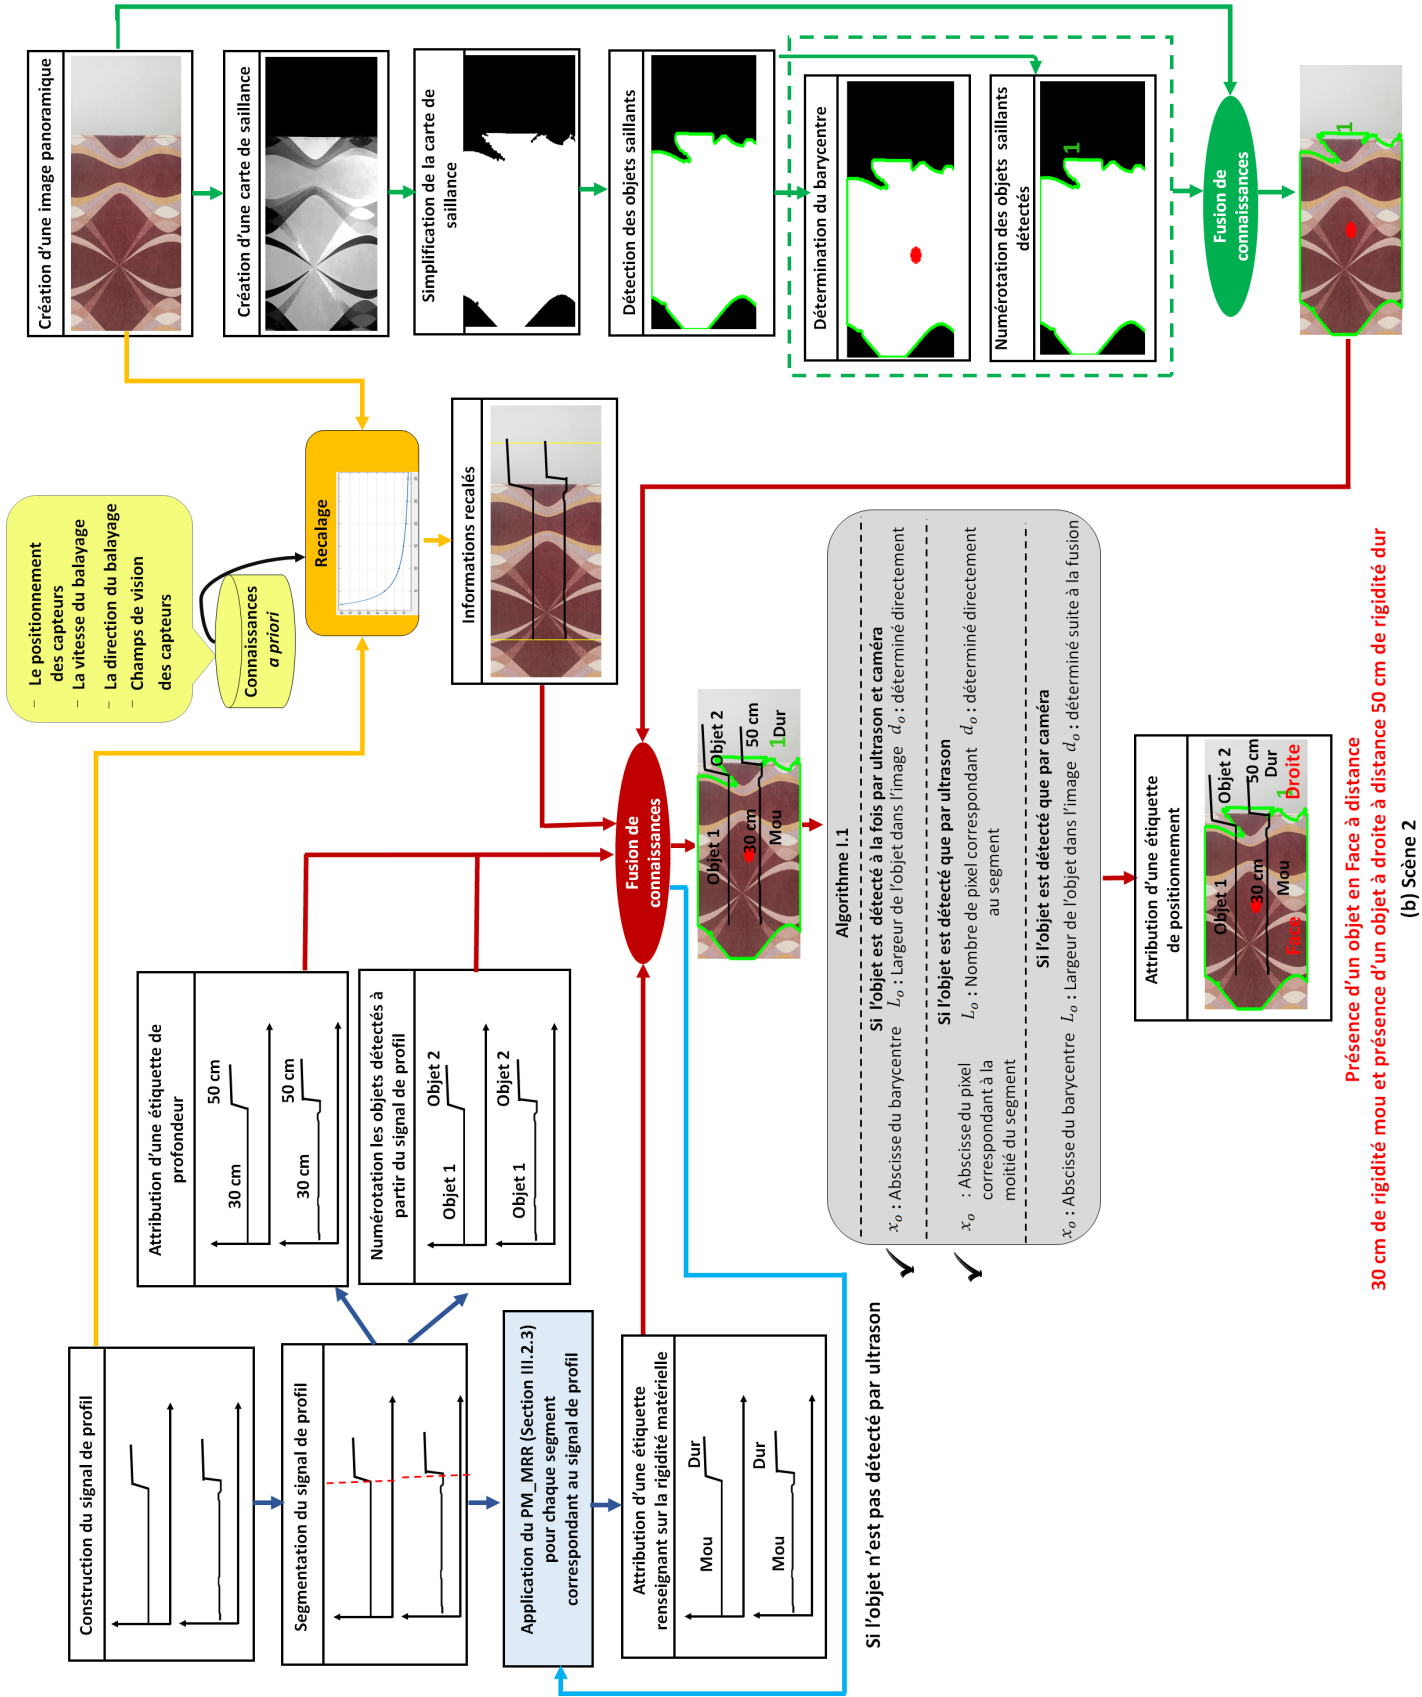 Construction du signal de profil
Segmentation du signal de profil
Application du PM_MRR (Section III.2.3)
pour chaque segment
correspondant au signal de profil
Attribution d'une étiquette
renseignant sur la rigidité matérielle
Mou
Dur
Mou
Dur
Si l'objet n'est pas détecté par ultrason
Attribution d'une étiquette de
profondeur
30 cm
50 cm
30 cm
50 cm
Numérotation les objets détectés à
partir du signal de profil
Objet 1
Objet 2
Objet 1
Objet 2
– Le positionnement
des capteurs
– La vitesse du balayage
– La direction du balayage
– Champs de vision
des capteurs
Connaissances
a priori
Recalage
Informations recalés
Fusion de
connaissances
Objet 1
Objet 2
30 cm
50 cm
Mou
1
Dur
Algorithme I.1
Si l'objet est détecté à la fois par ultrason et caméra
x_o : Abscisse du barycentre L_o : Largeur de l'objet dans l'image d_o : déterminé directement
Si l'objet est détecté que par ultrason
x_o : Abscisse du pixel
correspondant à la
moitié du segment
L_o : Nombre de pixel correspondant
au segment
d_o : déterminé directement
Si l'objet est détecté que par caméra
x_o : Abscisse du barycentre L_o : Largeur de l'objet dans l'image d_o : déterminé suite à la fusion
Attribution d'une étiquette
de positionnement
Objet 1
Objet 2
30 cm
50 cm
Mou
Dur
Face
1
Droite
Création d'une image panoramique
Création d'une carte de saillance
Simplification de la carte de
saillance
Détection des objets saillants
Détermination du barycentre
Numérotation des objets saillants
détectés
1
Fusion de
connaissances
1
Présence d'un objet en Face à distance
30 cm de rigidité mou et présence d'un objet à droite à distance 50 cm de rigidité dur
(b) Scène 2